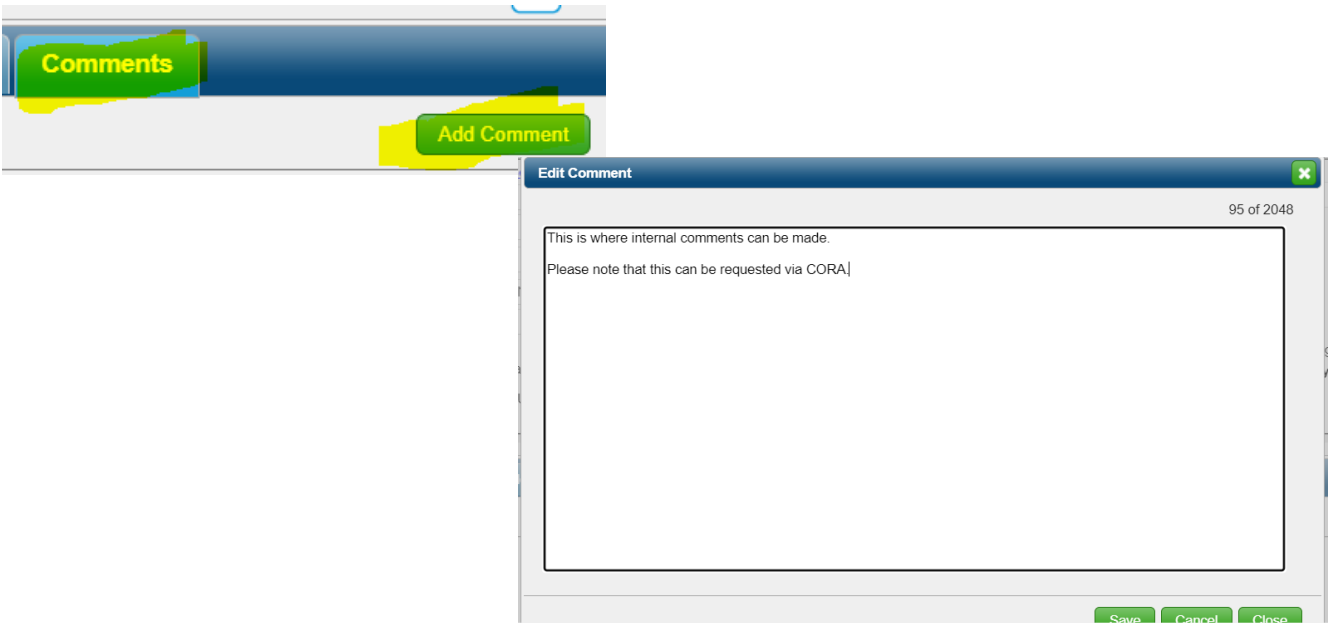 Comments
Add Comment
Edit Comment
95 of 2048
This is where internal comments can be made.
Please note that this can be requested via CORA.
Save Cancel Close